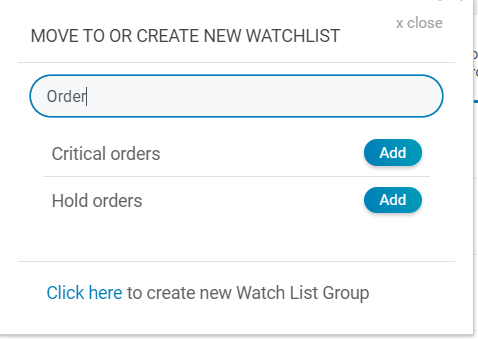 x close
MOVE TO OR CREATE NEW WATCHLIST
Order
Critical orders Add
Hold orders Add
Click here to create new Watch List Group